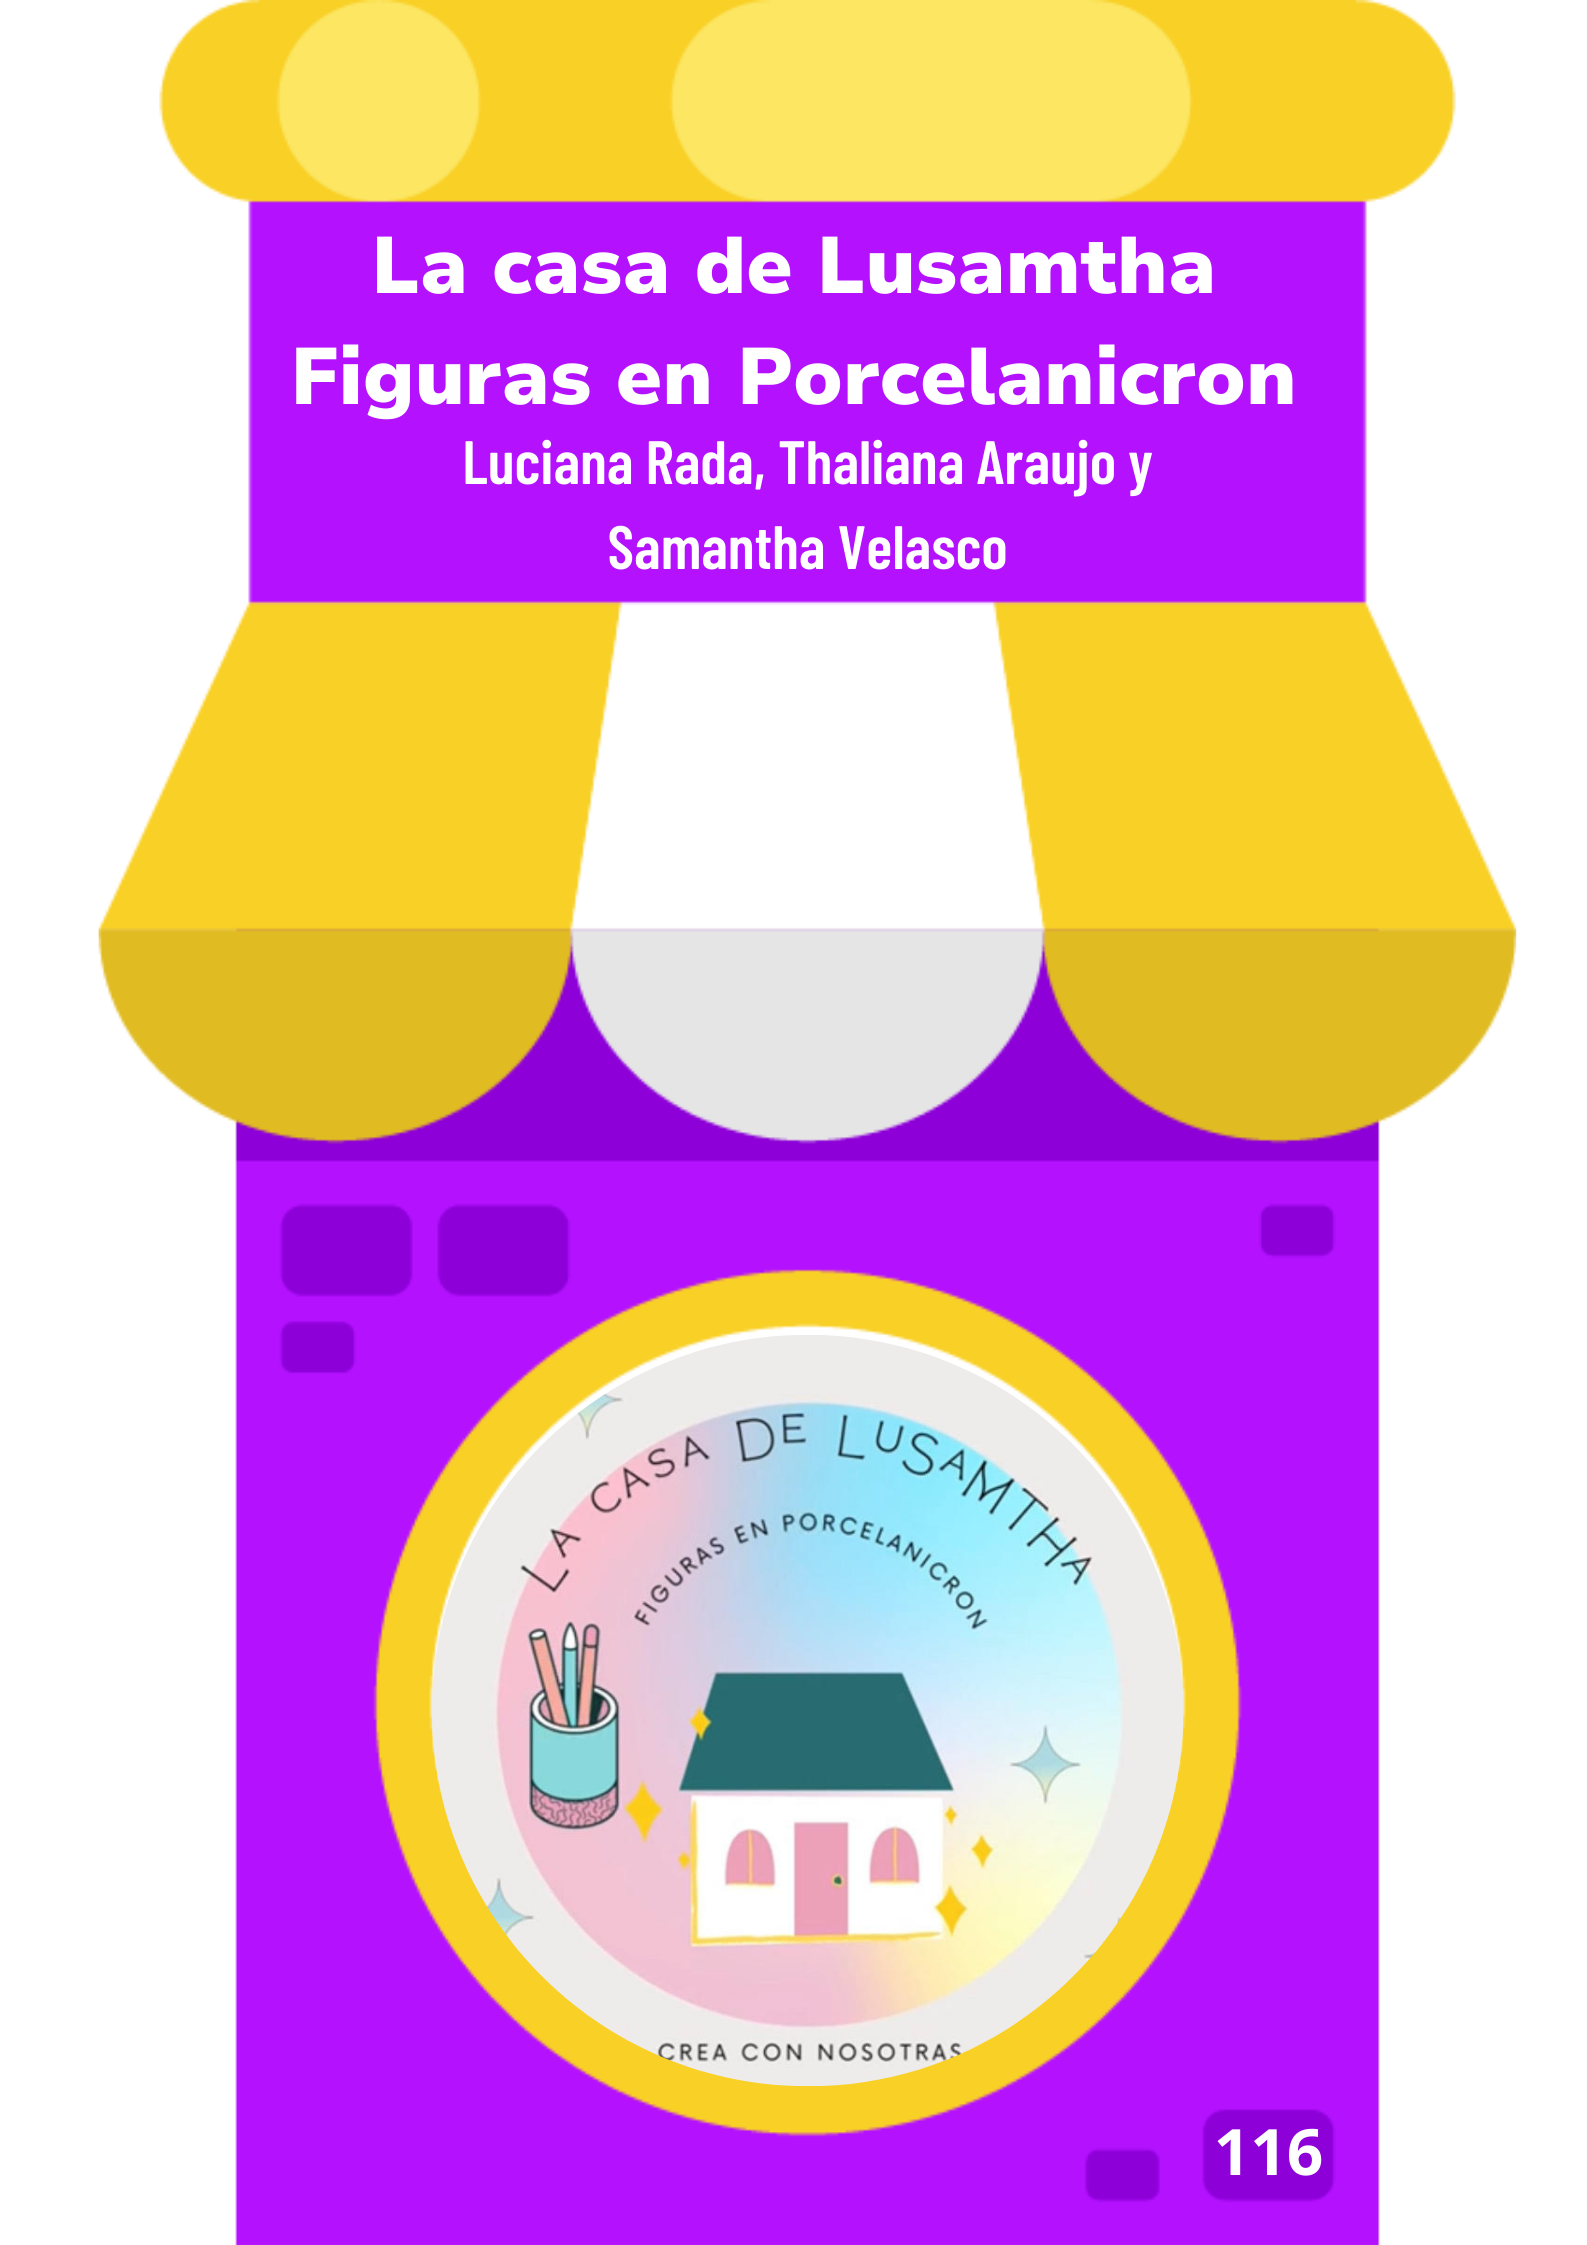 La casa de Lusamtha
Figuras en Porcelanicron
Luciana Rada, Thaliana Araujo y
Samantha Velasco
LA CASA DE LUSAMTHA
FIGURAS EN PORCELANICRON
CREA CON NOSOTRAS
116